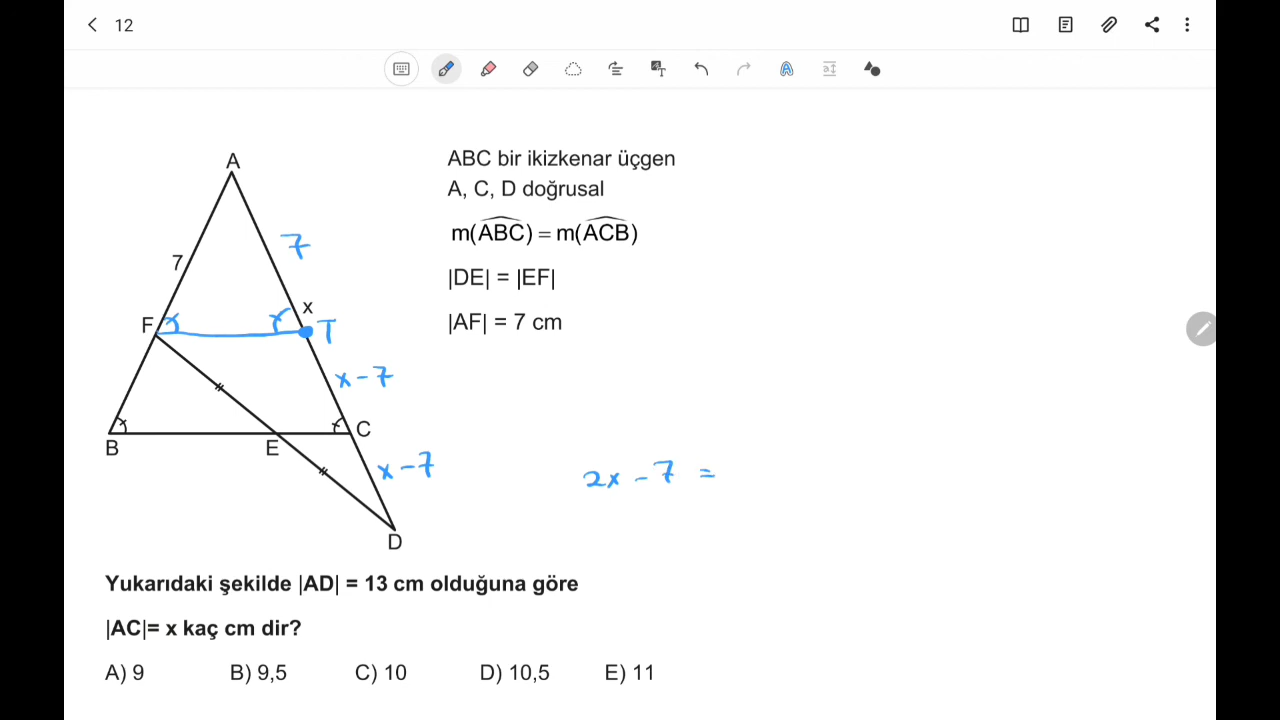 12
A
ABC bir ikizkenar üçgen
A, C, D doğrusal
7
m(ABC) = m(ACB)
7
|DE| = |EF|
x
F
T
|AF| = 7 cm
x - 7
C
B
E
x - 7
2x - 7 =
D
Yukarıdaki şekilde |AD| = 13 cm olduğuna göre
|AC|= x kaç cm dir?
A) 9 B) 9,5 C) 10 D) 10,5 E) 11